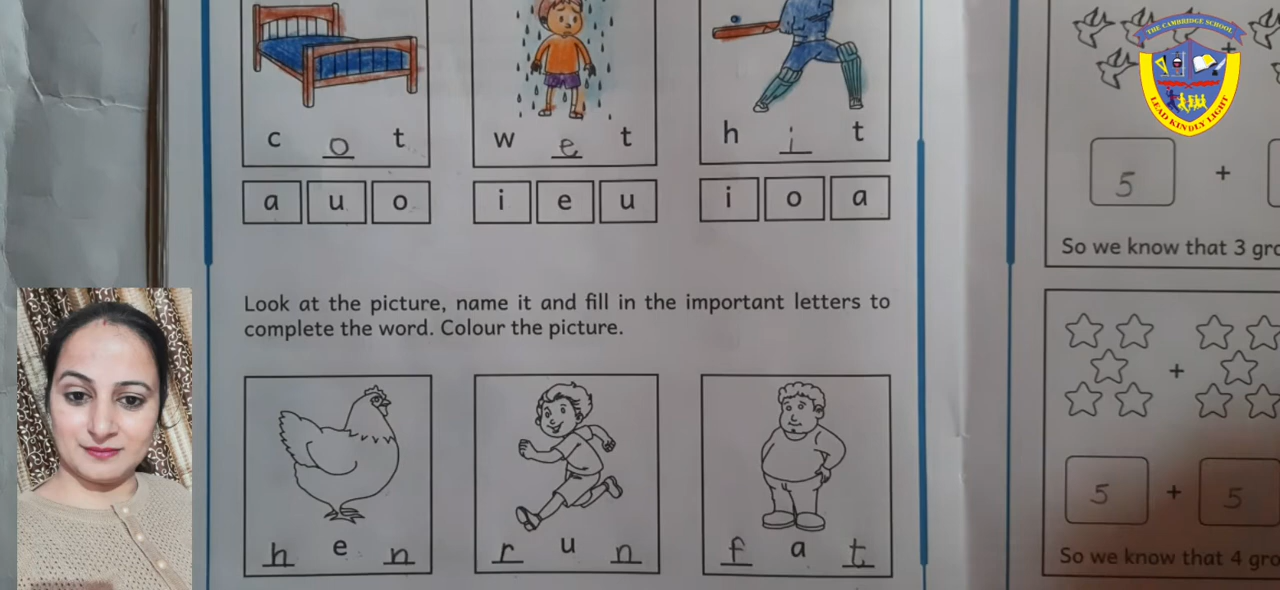 THE CAMBRIDGE SCHOOL
LEAD KINDLY LIGHT
c o t
w e t
h i t
a u o
i e u
i o a
Look at the picture, name it and fill in the important letters to
complete the word. Colour the picture.
h e n
r u n
f a t
+
5 +
So we know that 3 gro
+
5 + 5
So we know that 4 gro